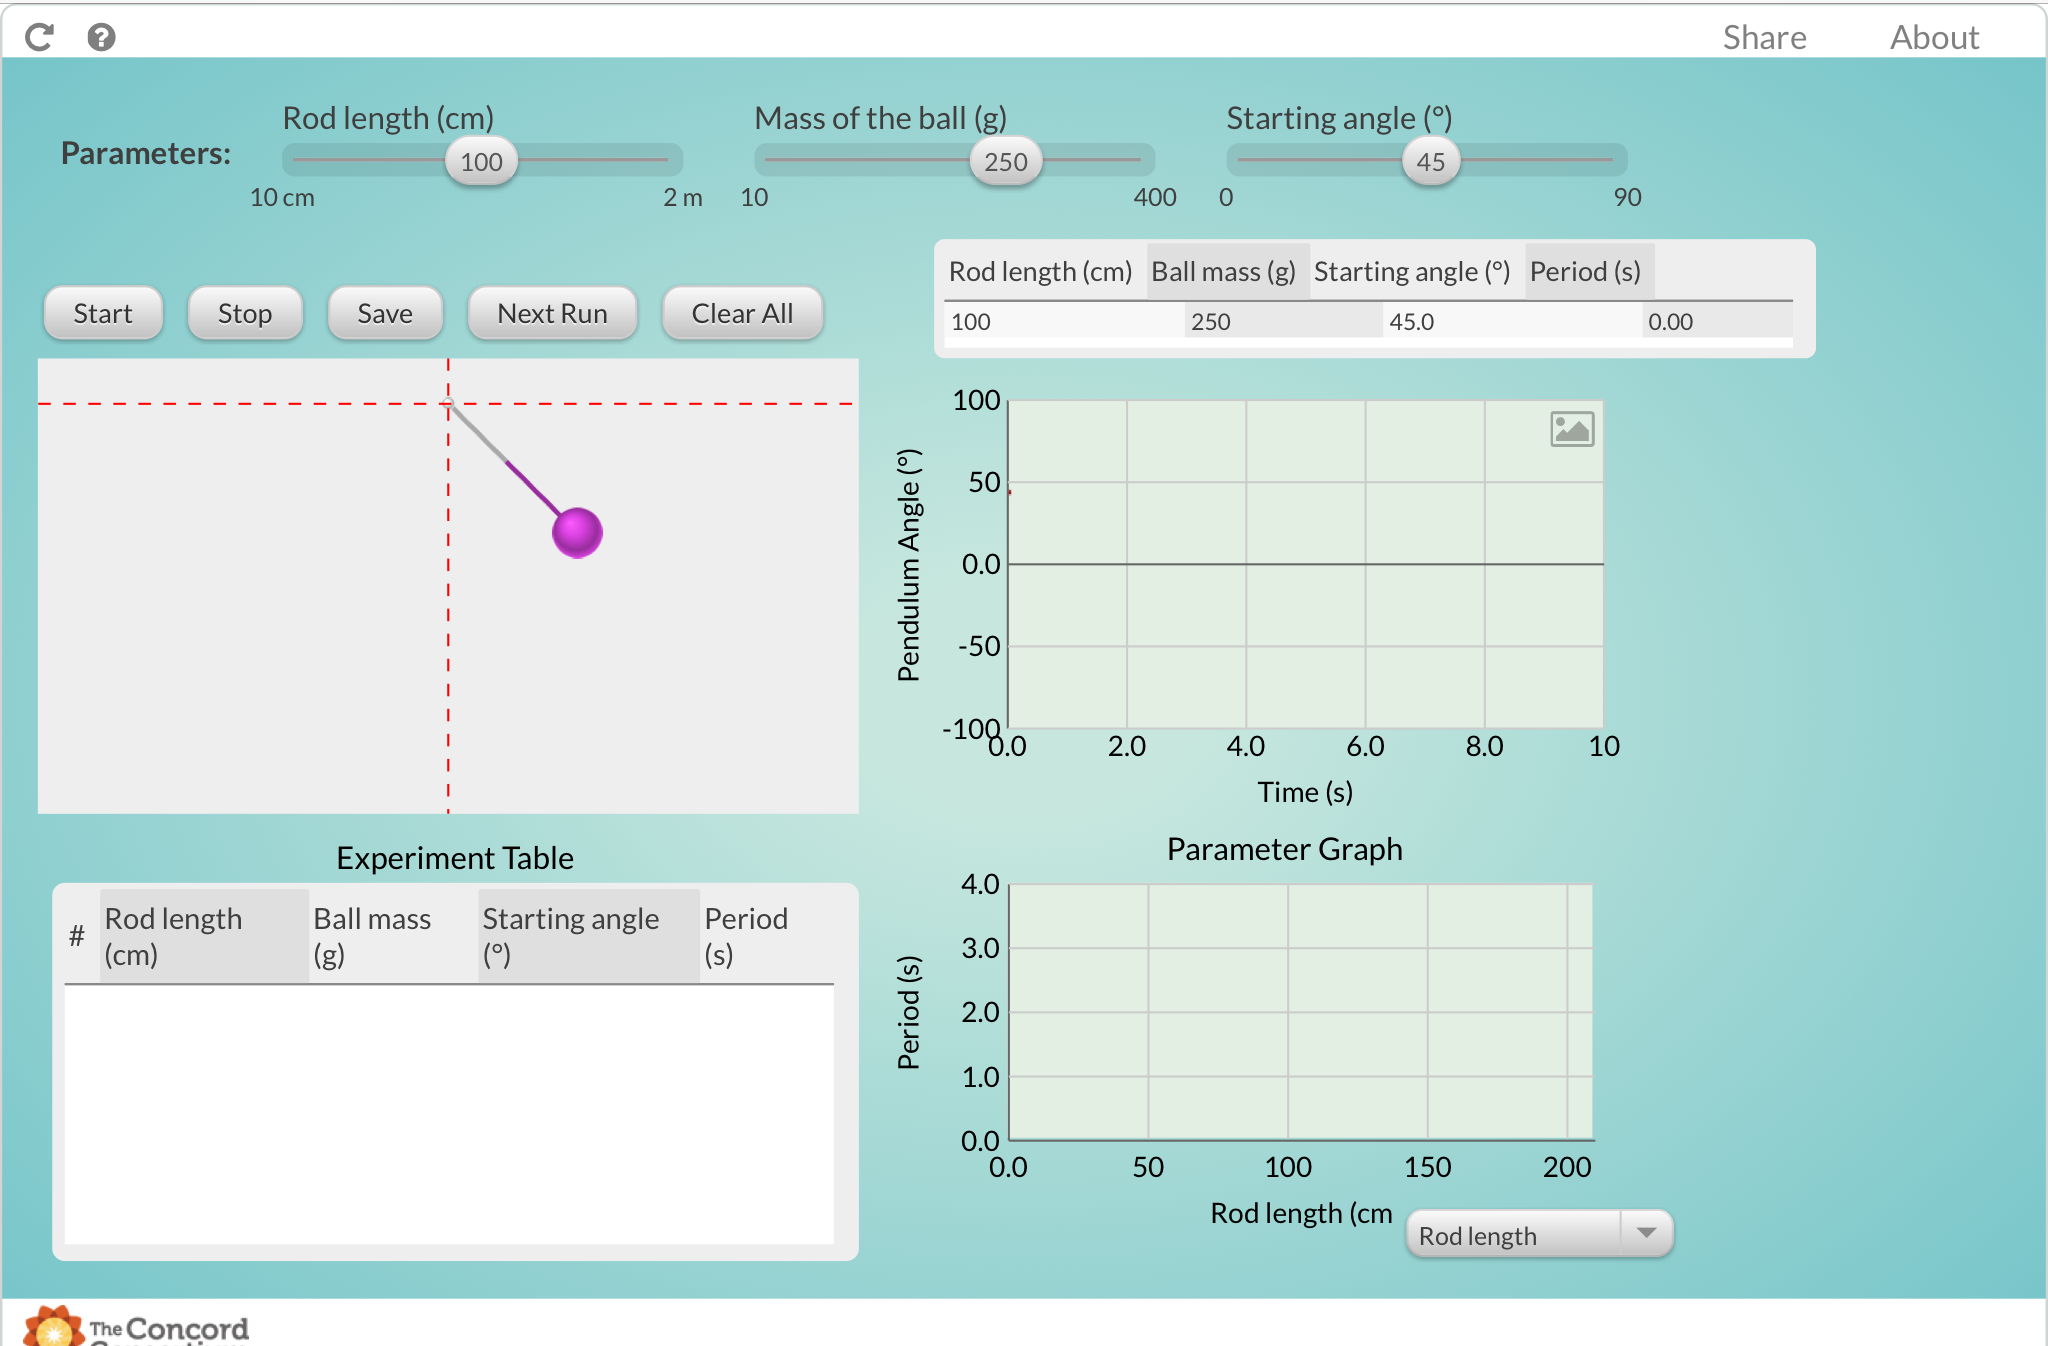 Share About
Parameters:
Rod length (cm)
100
10 cm 2 m
Mass of the ball (g)
250
10 400
Starting angle (°)
45
0 90
Start Stop Save Next Run Clear All
Rod length (cm) Ball mass (g) Starting angle (°) Period (s)
100 250 45.0 0.00
100
50
0.0
-50
-100
Pendulum Angle (°)
0.0 2.0 4.0 6.0 8.0 10
Time (s)
Experiment Table
# Rod length (cm) Ball mass (g) Starting angle (°) Period (s)
Parameter Graph
4.0
3.0
2.0
1.0
0.0
Period (s)
0.0 50 100 150 200
Rod length (cm
Rod length
The Concord
Consortium